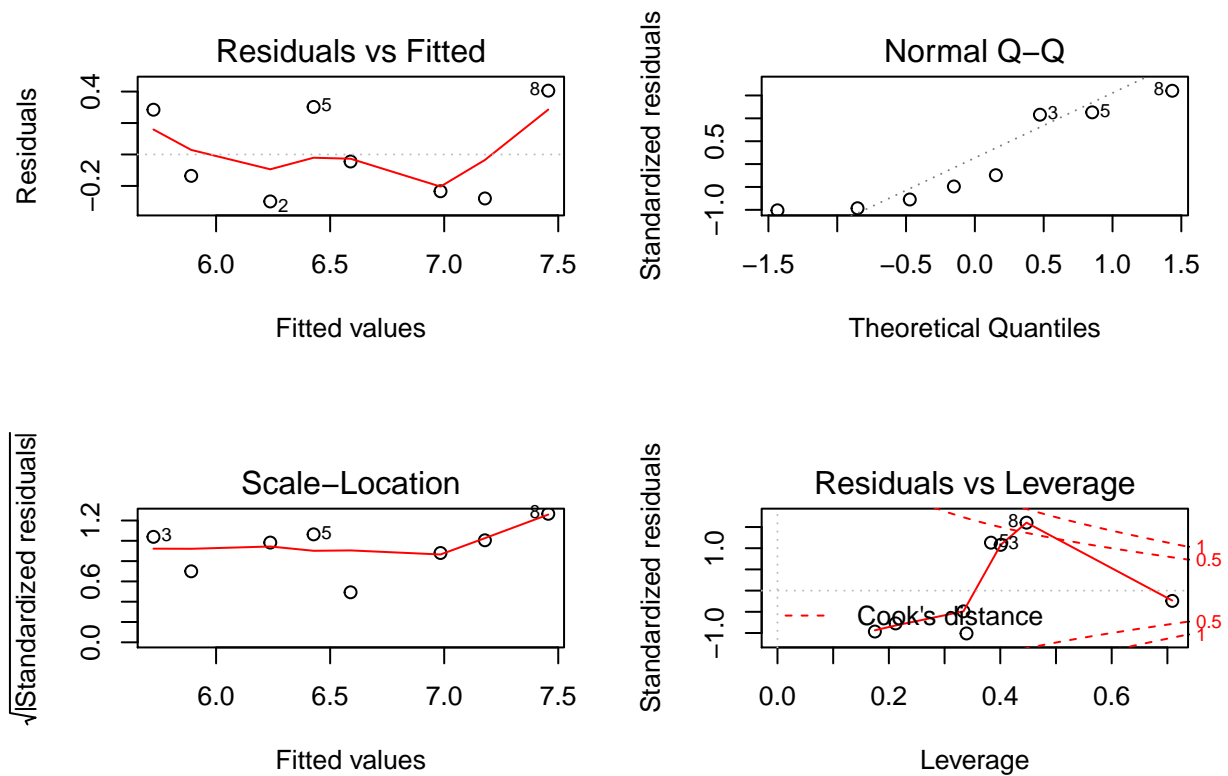 Residuals vs Fitted
Residuals
0.4
−0.2
5
8
2
6.0 6.5 7.0 7.5
Fitted values
Normal Q−Q
Standardized residuals
0.5
−1.0
3
5
8
−1.5 −0.5 0.0 0.5 1.0 1.5
Theoretical Quantiles
Scale−Location
√|Standardized residuals|
1.2
0.6
0.0
3
5
8
6.0 6.5 7.0 7.5
Fitted values
Residuals vs Leverage
Standardized residuals
1.0
−1.0
8
5
3
1
0.5
0.5
1
Cook's distance
0.0 0.2 0.4 0.6
Leverage